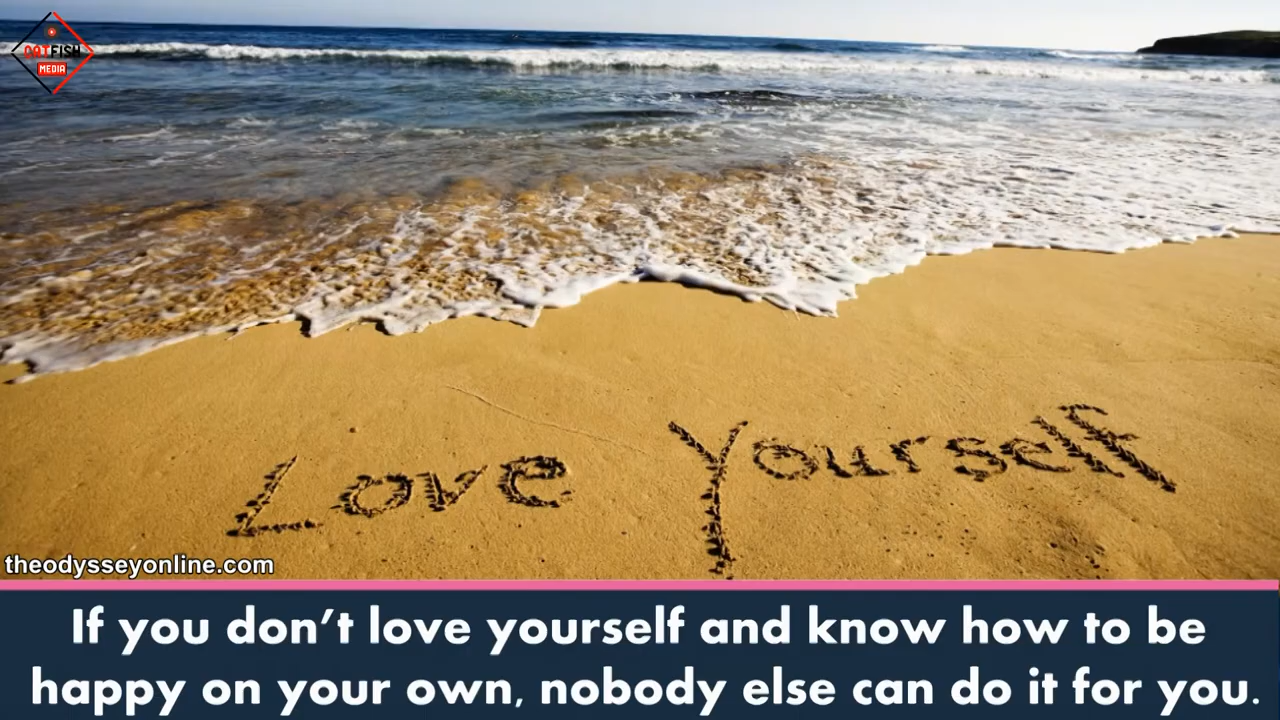 CATFISH
MEDIA
Love Yourself
theodysseyonline.com
If you don't love yourself and know how to be
happy on your own, nobody else can do it for you.